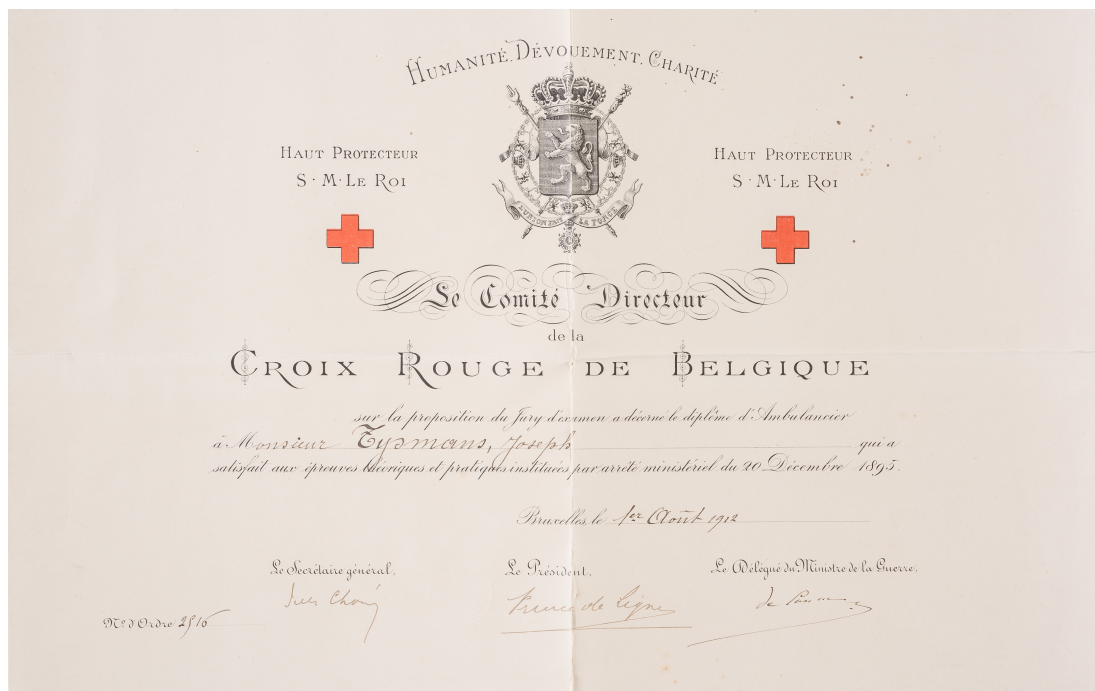 HUMANITÉ. DÉVOUEMENT. CHARITÉ
HAUT PROTECTEUR
S·M·LE ROI
HAUT PROTECTEUR
S·M·LE ROI
L'UNION FAIT LA FORCE
Le Comité Directeur
de la
CROIX ROUGE DE BELGIQUE
sur la proposition du Jury d'examen a décerné le diplôme d'Ambulancier
à Monsieur Tysmans, Joseph qui a
satisfait aux épreuves théoriques et pratiques instituées par arrêté ministériel du 20 Décembre 1895.
Bruxelles, le 1er Août 1912
Le Secrétaire général,
Le Président,
Le Délégué du Ministre de la Guerre,
Prince de Ligne
de
No d'Ordre 2516